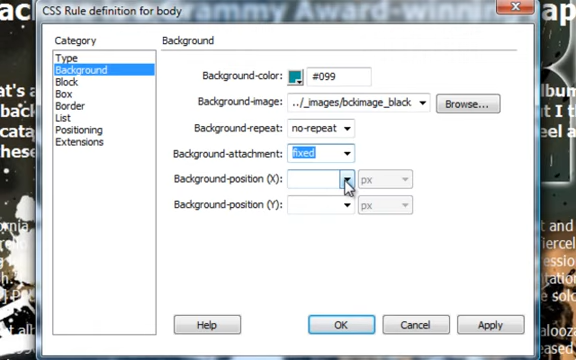 CSS Rule definition for body
Category
Type
Background
Block
Box
Border
List
Positioning
Extensions
Background
Background-color: #099
Background-image: ../_images/bckimage_black Browse...
Background-repeat: no-repeat
Background-attachment: fixed
Background-position (X): px
Background-position (Y): px
Help OK Cancel Apply